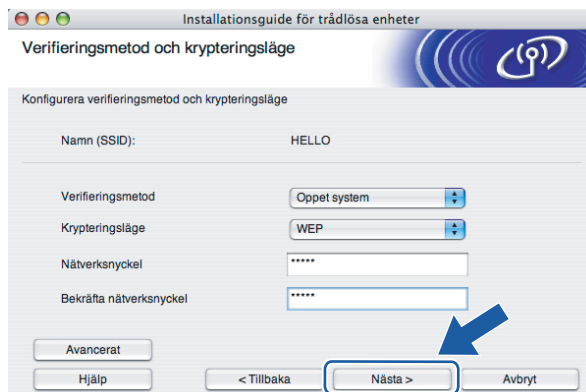 Installationsguide för trådlösa enheter
Verifieringsmetod och krypteringsläge
Konfigurera verifieringsmetod och krypteringsläge
Namn (SSID): HELLO
Verifieringsmetod Oppet system
Krypteringsläge WEP
Nätverksnyckel *****
Bekräfta nätverksnyckel *****
Avancerat
Hjälp < Tillbaka Nästa > Avbryt